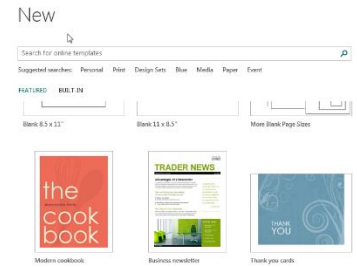 New
Search for online templates
Suggested searches: Personal Print Design Sets Blue Media Paper Event
FEATURED BUILT-IN
Blank 8.5 x 11"
Blank 11 x 8.5"
More Blank Page Sizes
the
cook
book
TRADER NEWS
THANK
YOU
Modern cookbook
Business newsletter
Thank you cards